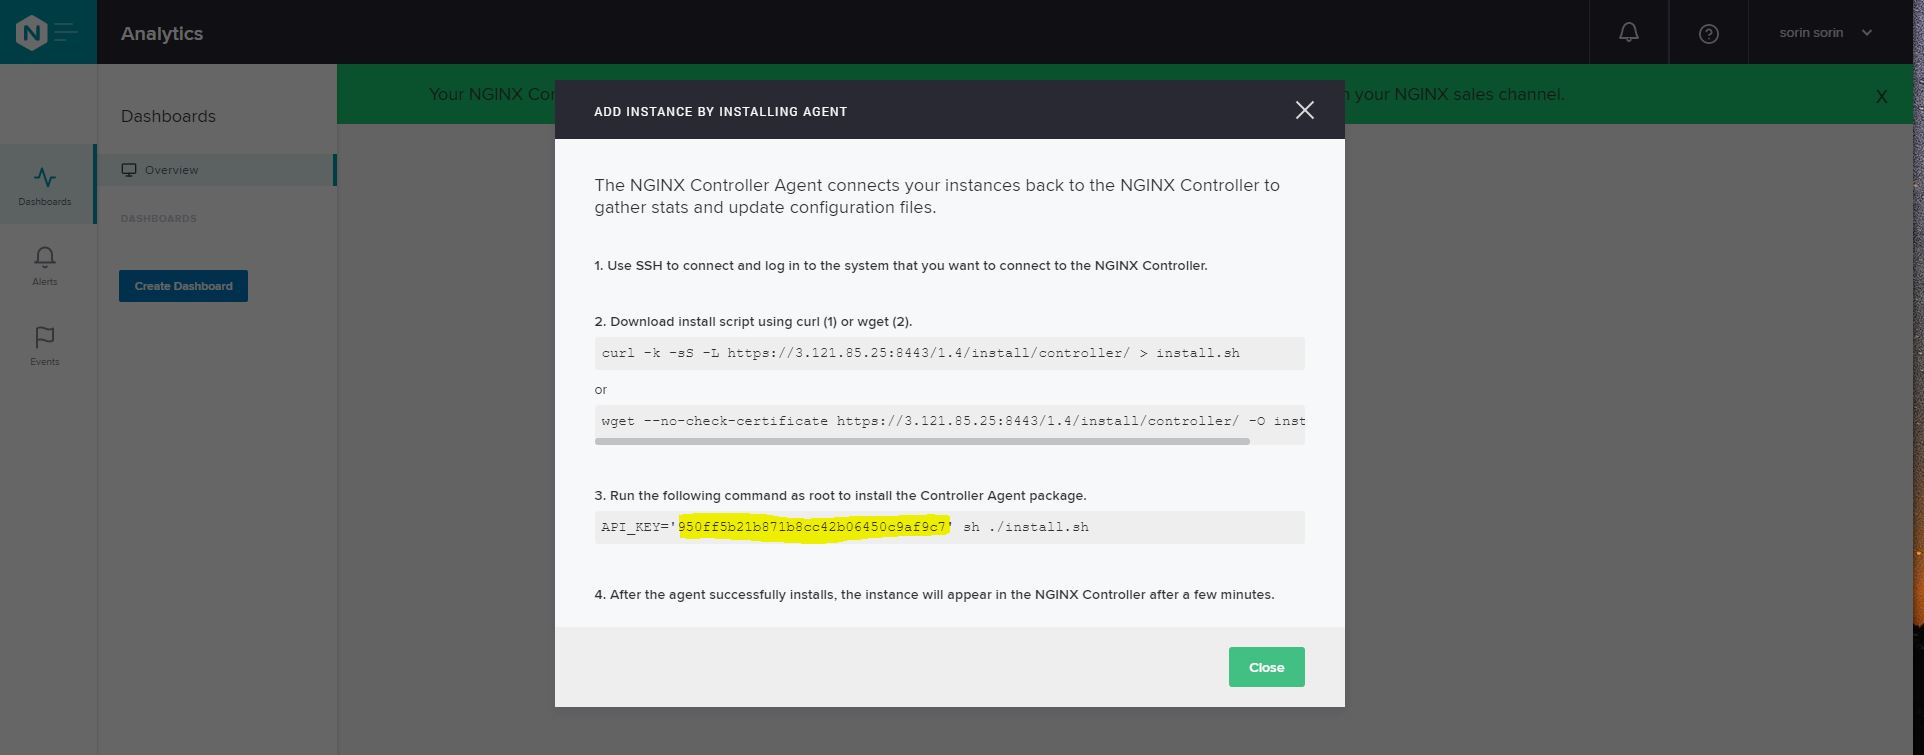 N
Analytics
sorin sorin
Your NGINX Con
n your NGINX sales channel.
X
Dashboards
Overview
DASHBOARDS
Create Dashboard
Dashboards
Alerts
Events
ADD INSTANCE BY INSTALLING AGENT
The NGINX Controller Agent connects your instances back to the NGINX Controller to
gather stats and update configuration files.
1. Use SSH to connect and log in to the system that you want to connect to the NGINX Controller.
2. Download install script using curl (1) or wget (2).
curl -k -sS -L https://3.121.85.25:8443/1.4/install/controller/ > install.sh
or
wget --no-check-certificate https://3.121.85.25:8443/1.4/install/controller/ -O inst
3. Run the following command as root to install the Controller Agent package.
API_KEY='950ff5b21b871b8cc42b06450c9af9c7' sh ./install.sh
4. After the agent successfully installs, the instance will appear in the NGINX Controller after a few minutes.
Close